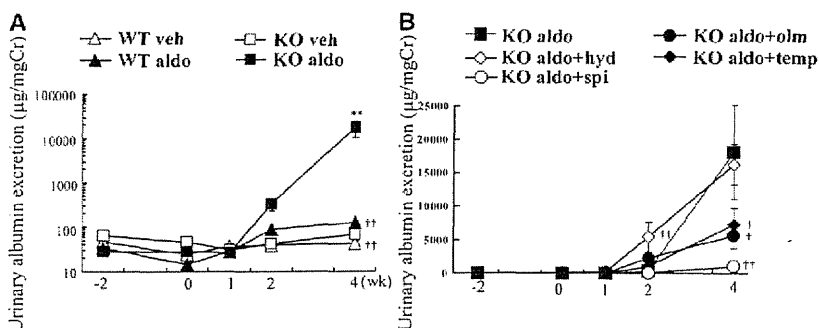 A
WT veh
KO veh
WT aldo
KO aldo
Urinary albumin excretion (μg/mgCr)
100000
10000
1000
100
10
**
††
††
-2
0
1
2
4 (wk)
B
KO aldo
KO aldo+olm
KO aldo+hyd
KO aldo+temp
KO aldo+spi
Urinary albumin excretion (μg/mgCr)
25000
20000
15000
10000
5000
0
††
†
†
††
-2
0
1
2
4